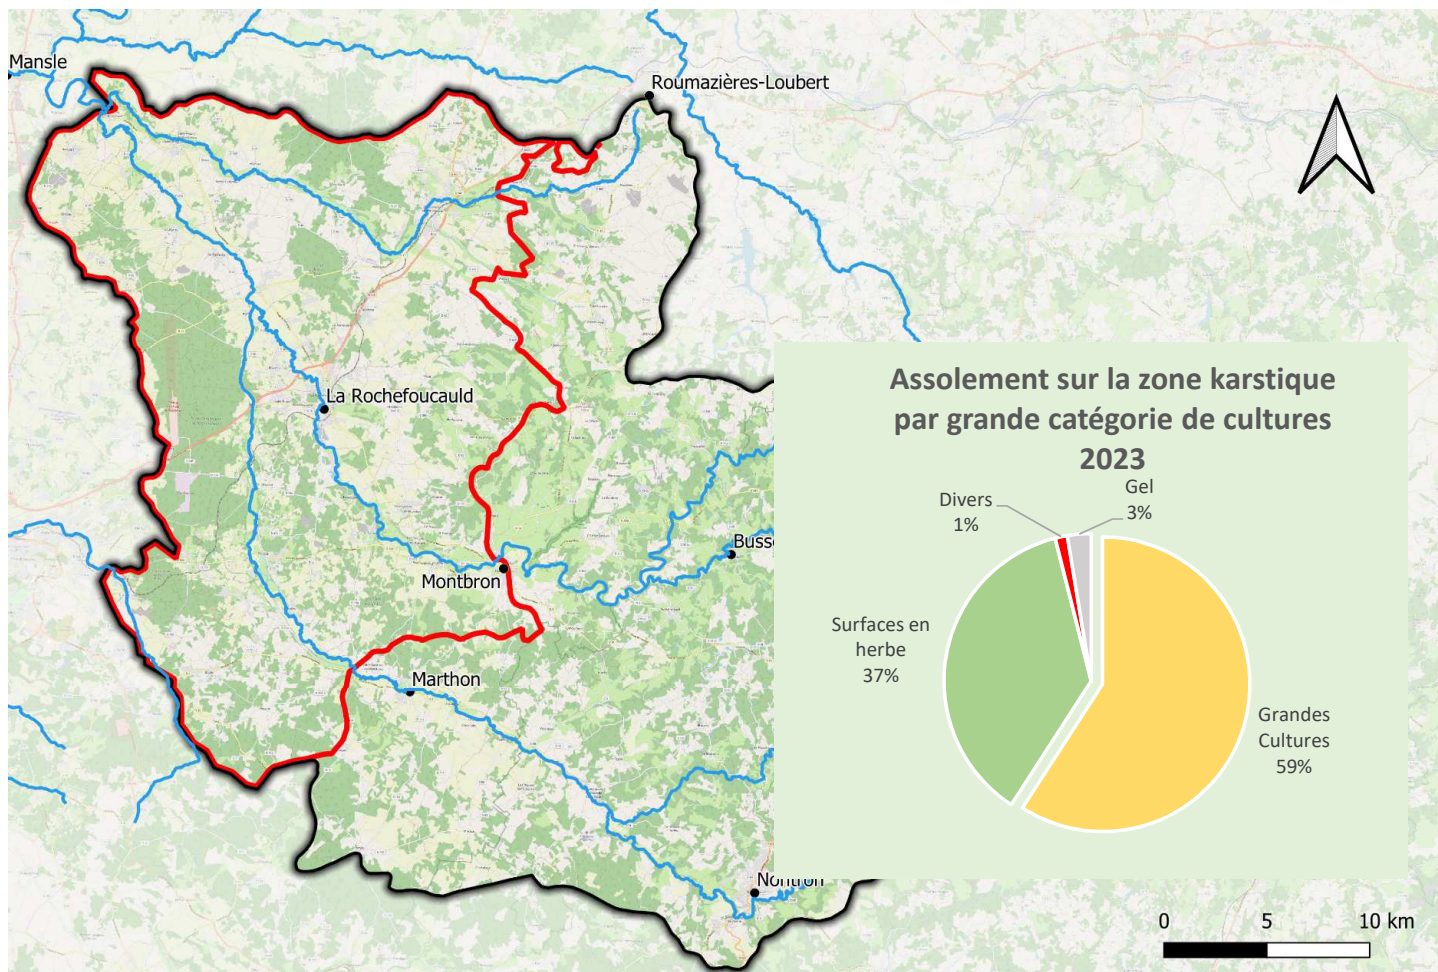 Mansle
Roumazières-Loubert
La Rochefoucauld
Assolement sur la zone karstique
par grande catégorie de cultures
2023
Gel
3%
Divers
1%
Surfaces en
herbe
37%
Grandes
Cultures
59%
Montbron
Marthon
Nontron
0 5 10 km